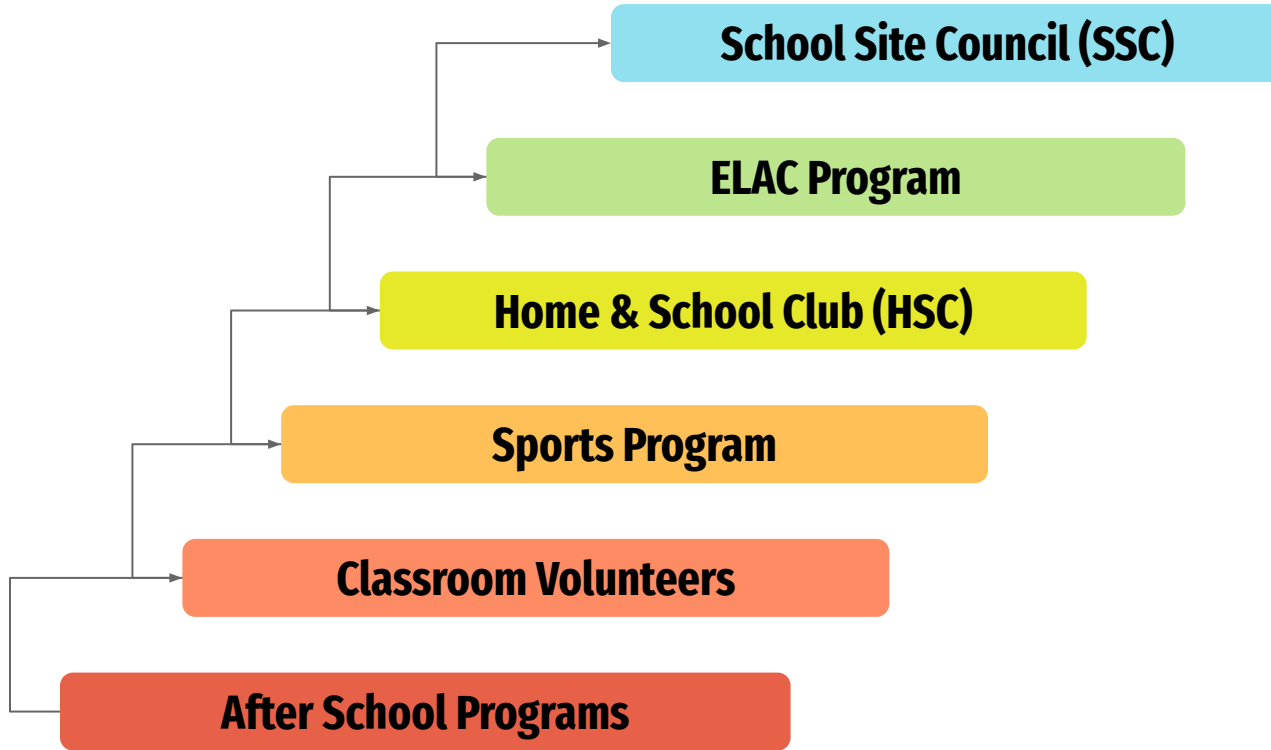 School Site Council (SSC)
ELAC Program
Home & School Club (HSC)
Sports Program
Classroom Volunteers
After School Programs